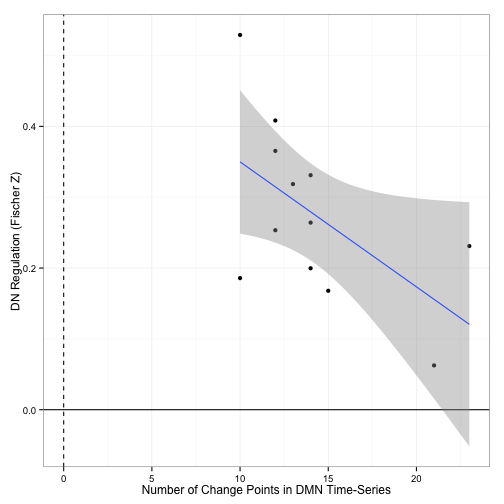 DN Regulation (Fischer Z)
0.4
0.2
0.0
0 5 10 15 20
Number of Change Points in DMN Time-Series